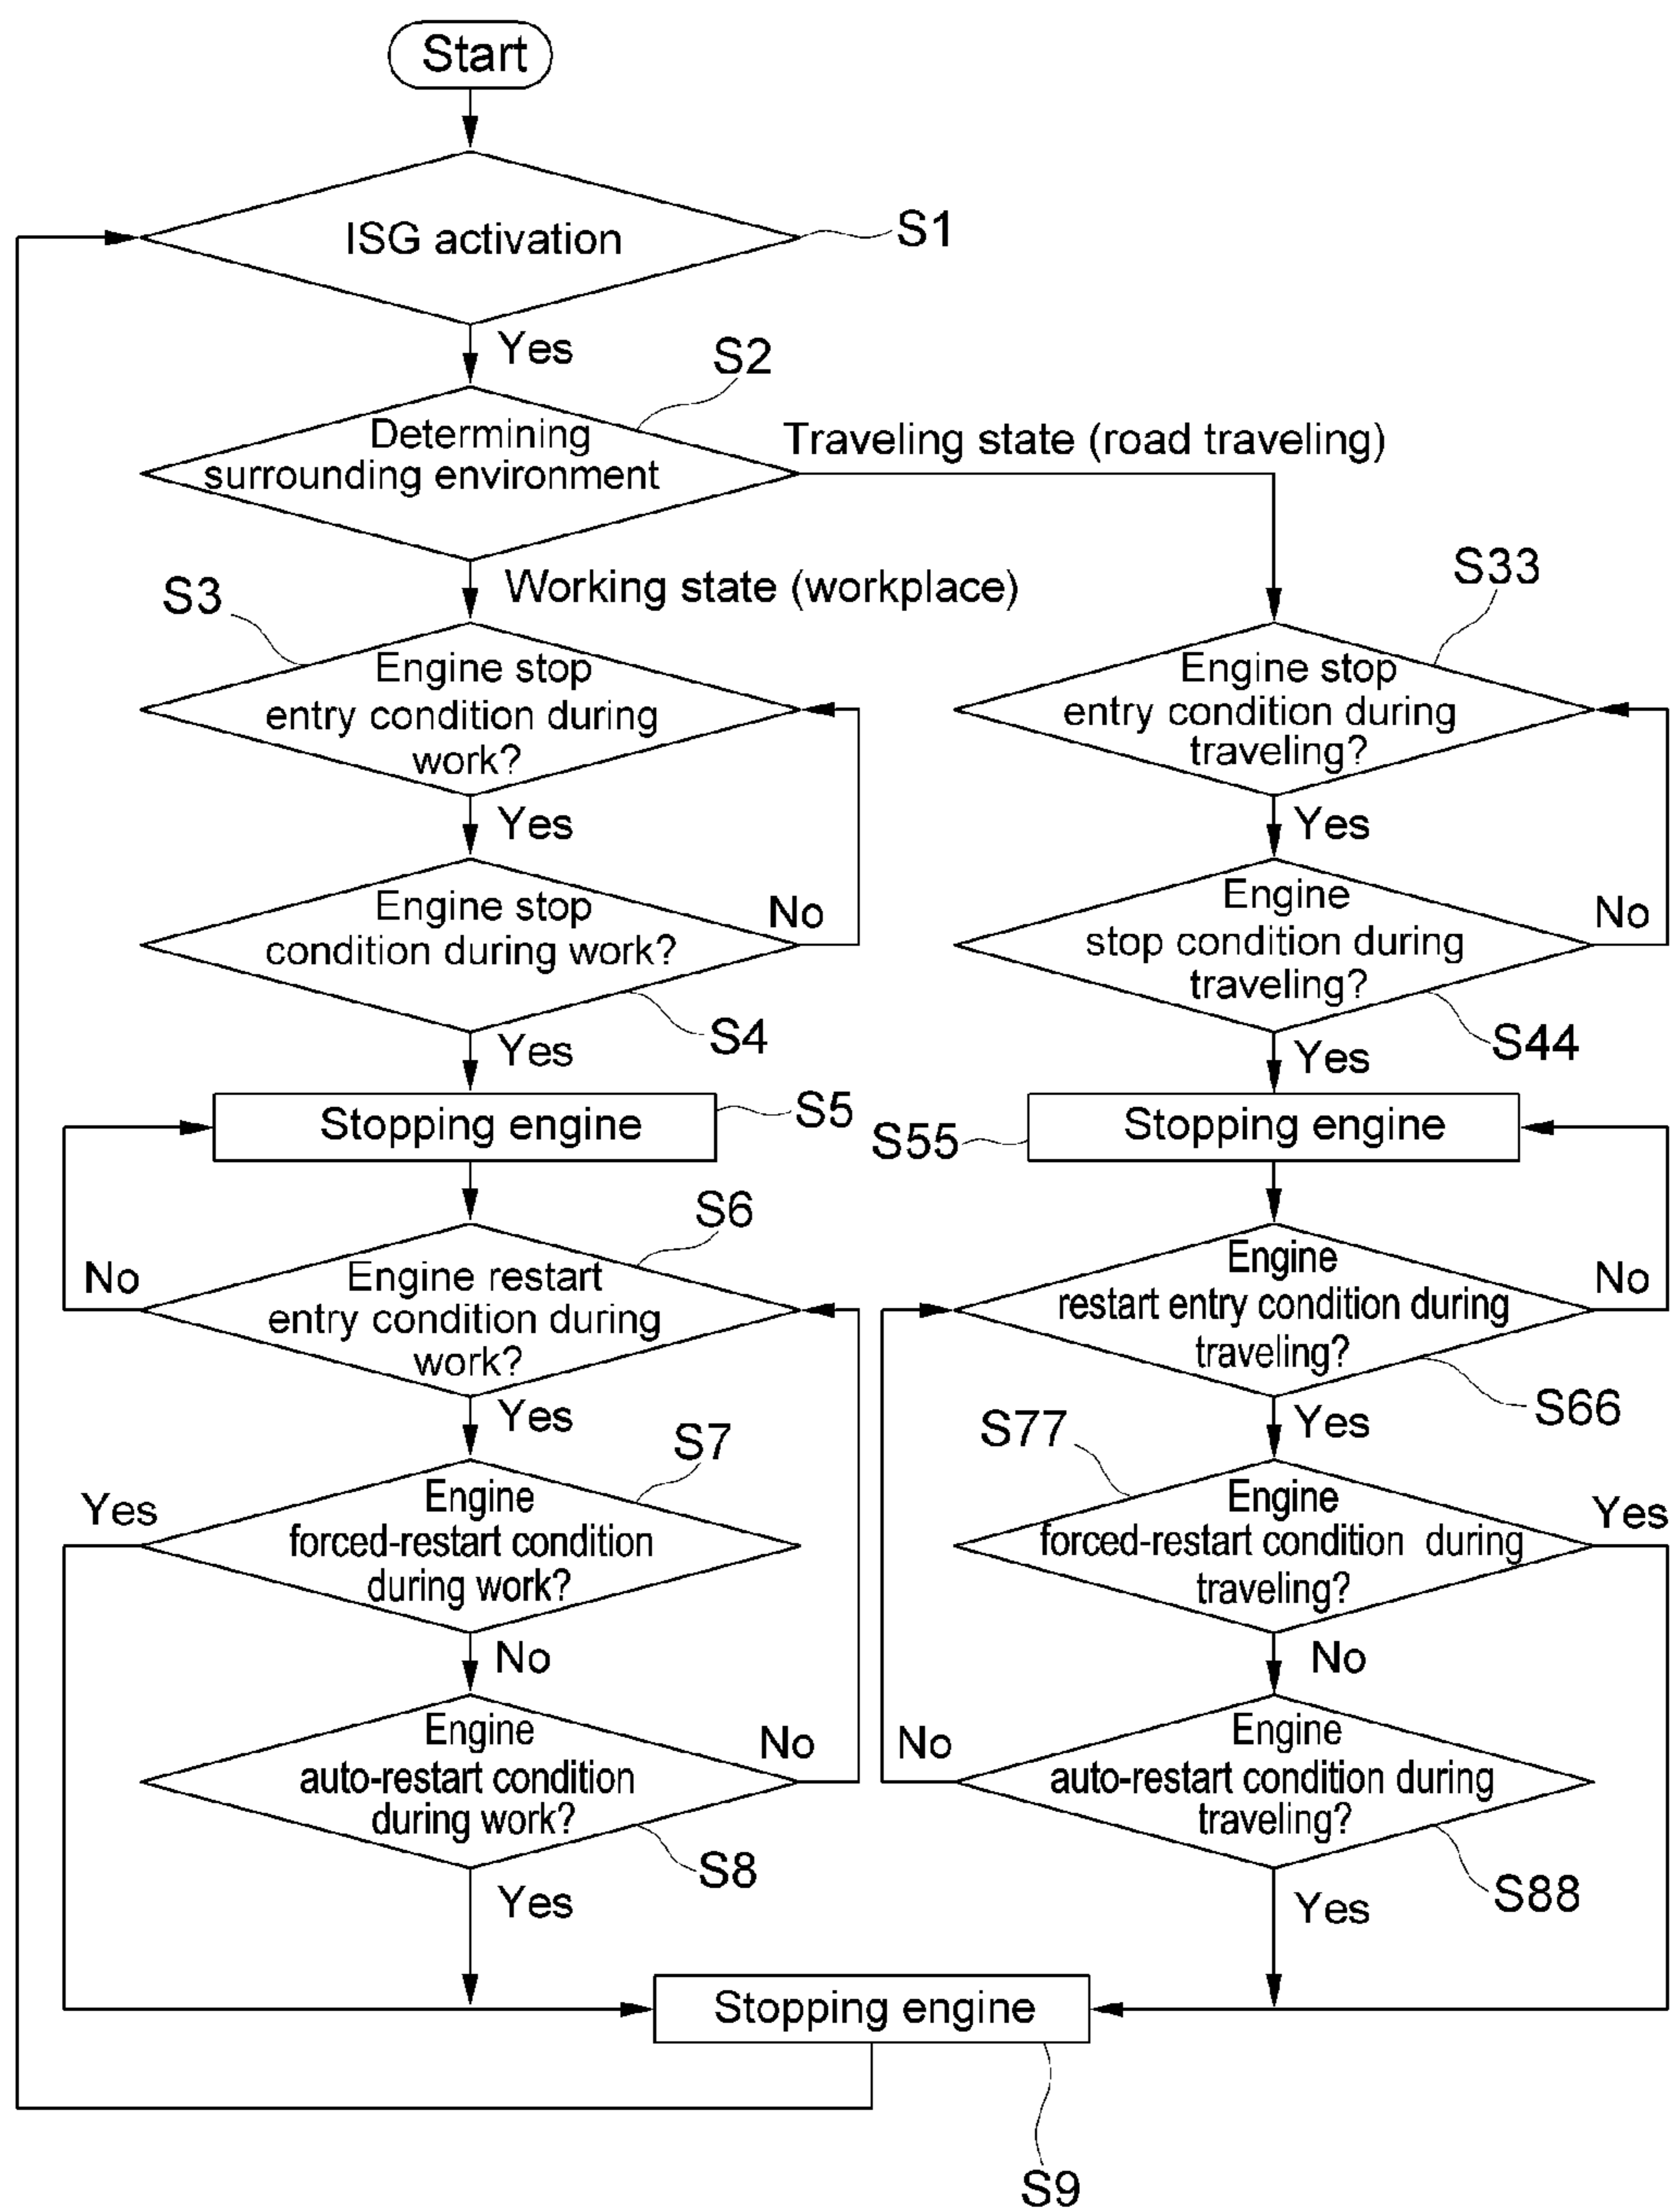 Start
ISG activation
S1
Yes
S2
Determining
surrounding environment
Traveling state (road traveling)
Working state (workplace)
S3
Engine stop
entry condition during
work?
S33
Engine stop
entry condition during
traveling?
Yes
Yes
Engine stop
condition during work?
No
S4
Engine
stop condition during
traveling?
No
S44
Yes
Yes
Stopping engine
S5
S55
Stopping engine
S6
No
Engine restart
entry condition during
work?
Engine
restart entry condition during
traveling?
No
S66
Yes
Yes
S7
S77
Yes
Engine
forced-restart condition
during work?
Engine
forced-restart condition during
traveling?
Yes
No
No
Engine
auto-restart condition
during work?
No
S8
No
Engine
auto-restart condition during
traveling?
S88
Yes
Yes
Stopping engine
S9